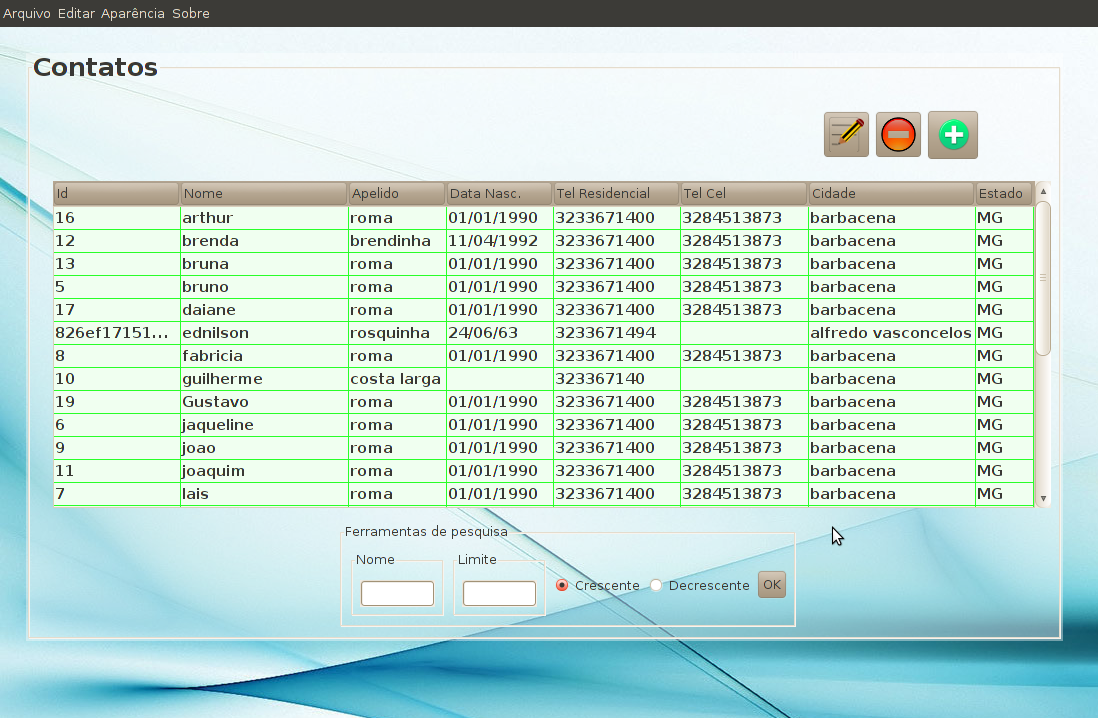 Arquivo Editar Aparência Sobre
Contatos
Id Nome Apelido Data Nasc. Tel Residencial Tel Cel Cidade Estado
16 arthur roma 01/01/1990 3233671400 3284513873 barbacena MG
12 brenda brendinha 11/04/1992 3233671400 3284513873 barbacena MG
13 bruna roma 01/01/1990 3233671400 3284513873 barbacena MG
5 bruno roma 01/01/1990 3233671400 3284513873 barbacena MG
17 daiane roma 01/01/1990 3233671400 3284513873 barbacena MG
826ef17151... ednilson rosquinha 24/06/63 3233671494 alfredo vasconcelos MG
8 fabricia roma 01/01/1990 3233671400 3284513873 barbacena MG
10 guilherme costa larga 323367140 barbacena MG
19 Gustavo roma 01/01/1990 3233671400 3284513873 barbacena MG
6 jaqueline roma 01/01/1990 3233671400 3284513873 barbacena MG
9 joao roma 01/01/1990 3233671400 3284513873 barbacena MG
11 joaquim roma 01/01/1990 3233671400 3284513873 barbacena MG
7 lais roma 01/01/1990 3233671400 3284513873 barbacena MG
Ferramentas de pesquisa
Nome Limite
Crescente Decrescente OK